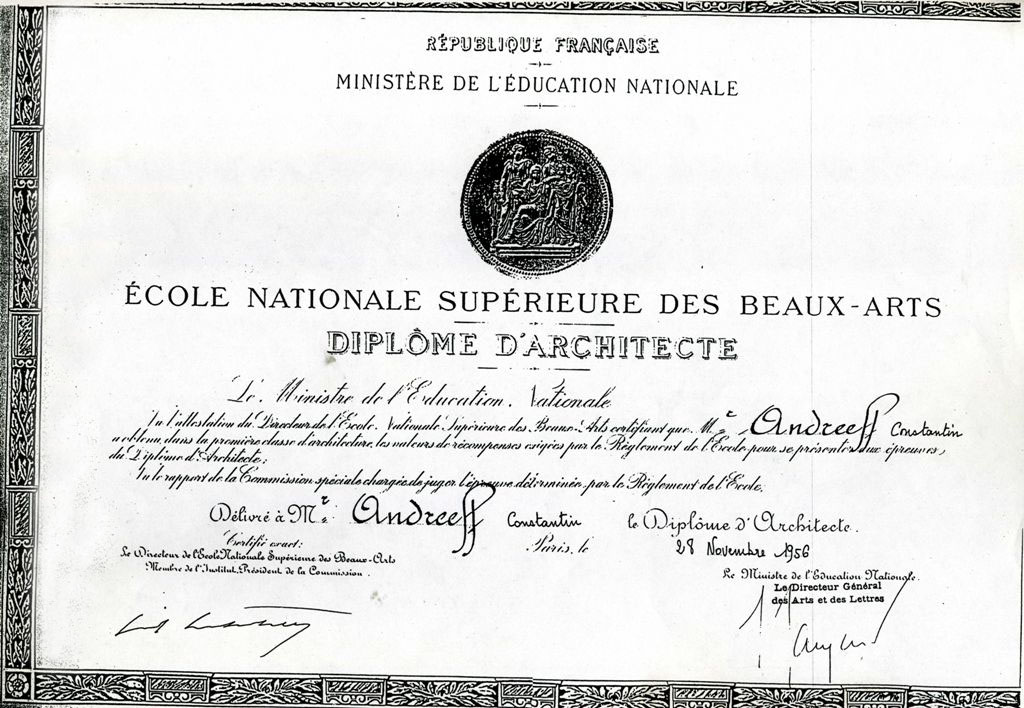 RÉPUBLIQUE FRANÇAISE
MINISTÈRE DE L'ÉDUCATION NATIONALE
ÉCOLE NATIONALE SUPÉRIEURE DES BEAUX-ARTS
DIPLÔME D'ARCHITECTE
Le Ministre de l'Education Nationale
Vu l'attestation du Directeur de l'Ecole Nationale Supérieure des Beaux-Arts certifiant que Mr Andreeff Constantin
a obtenu, dans la première classe d'architecture, les valeurs de récompenses exigées par le Règlement de l'Ecole pour se présenter aux épreuves
du Diplôme d'Architecte;
Vu le rapport de la Commission spéciale chargée de juger l'épreuve déterminée par le Règlement de l'Ecole,
Délivré à Mr Andreeff Constantin le Diplôme d'Architecte.
Certifié exact:
Paris, le 28 Novembre 1956
Le Directeur de l'Ecole Nationale Supérieure des Beaux-Arts
Membre de l'Institut, Président de la Commission.
Le Ministre de l'Education Nationale.
Le Directeur Général
des Arts et des Lettres